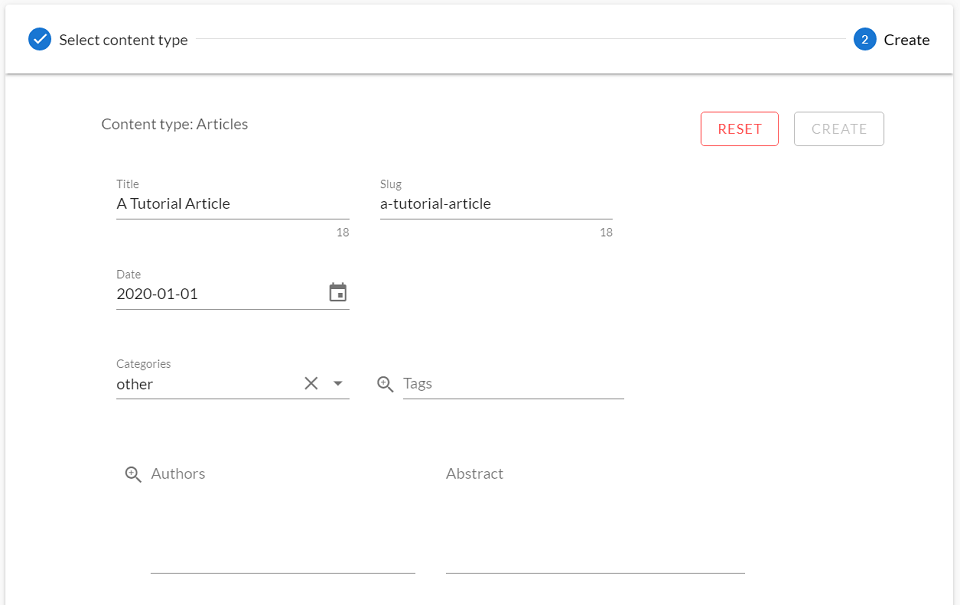 Select content type
2 Create
Content type: Articles
RESET CREATE
Title Slug
A Tutorial Article a-tutorial-article
18 18
Date
2020-01-01
Categories
other Tags
Authors Abstract